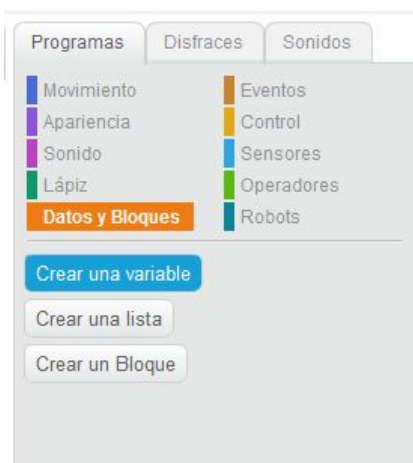 Programas Disfraces Sonidos
Movimiento Eventos
Apariencia Control
Sonido Sensores
Lápiz Operadores
Datos y Bloques Robots
Crear una variable
Crear una lista
Crear un Bloque